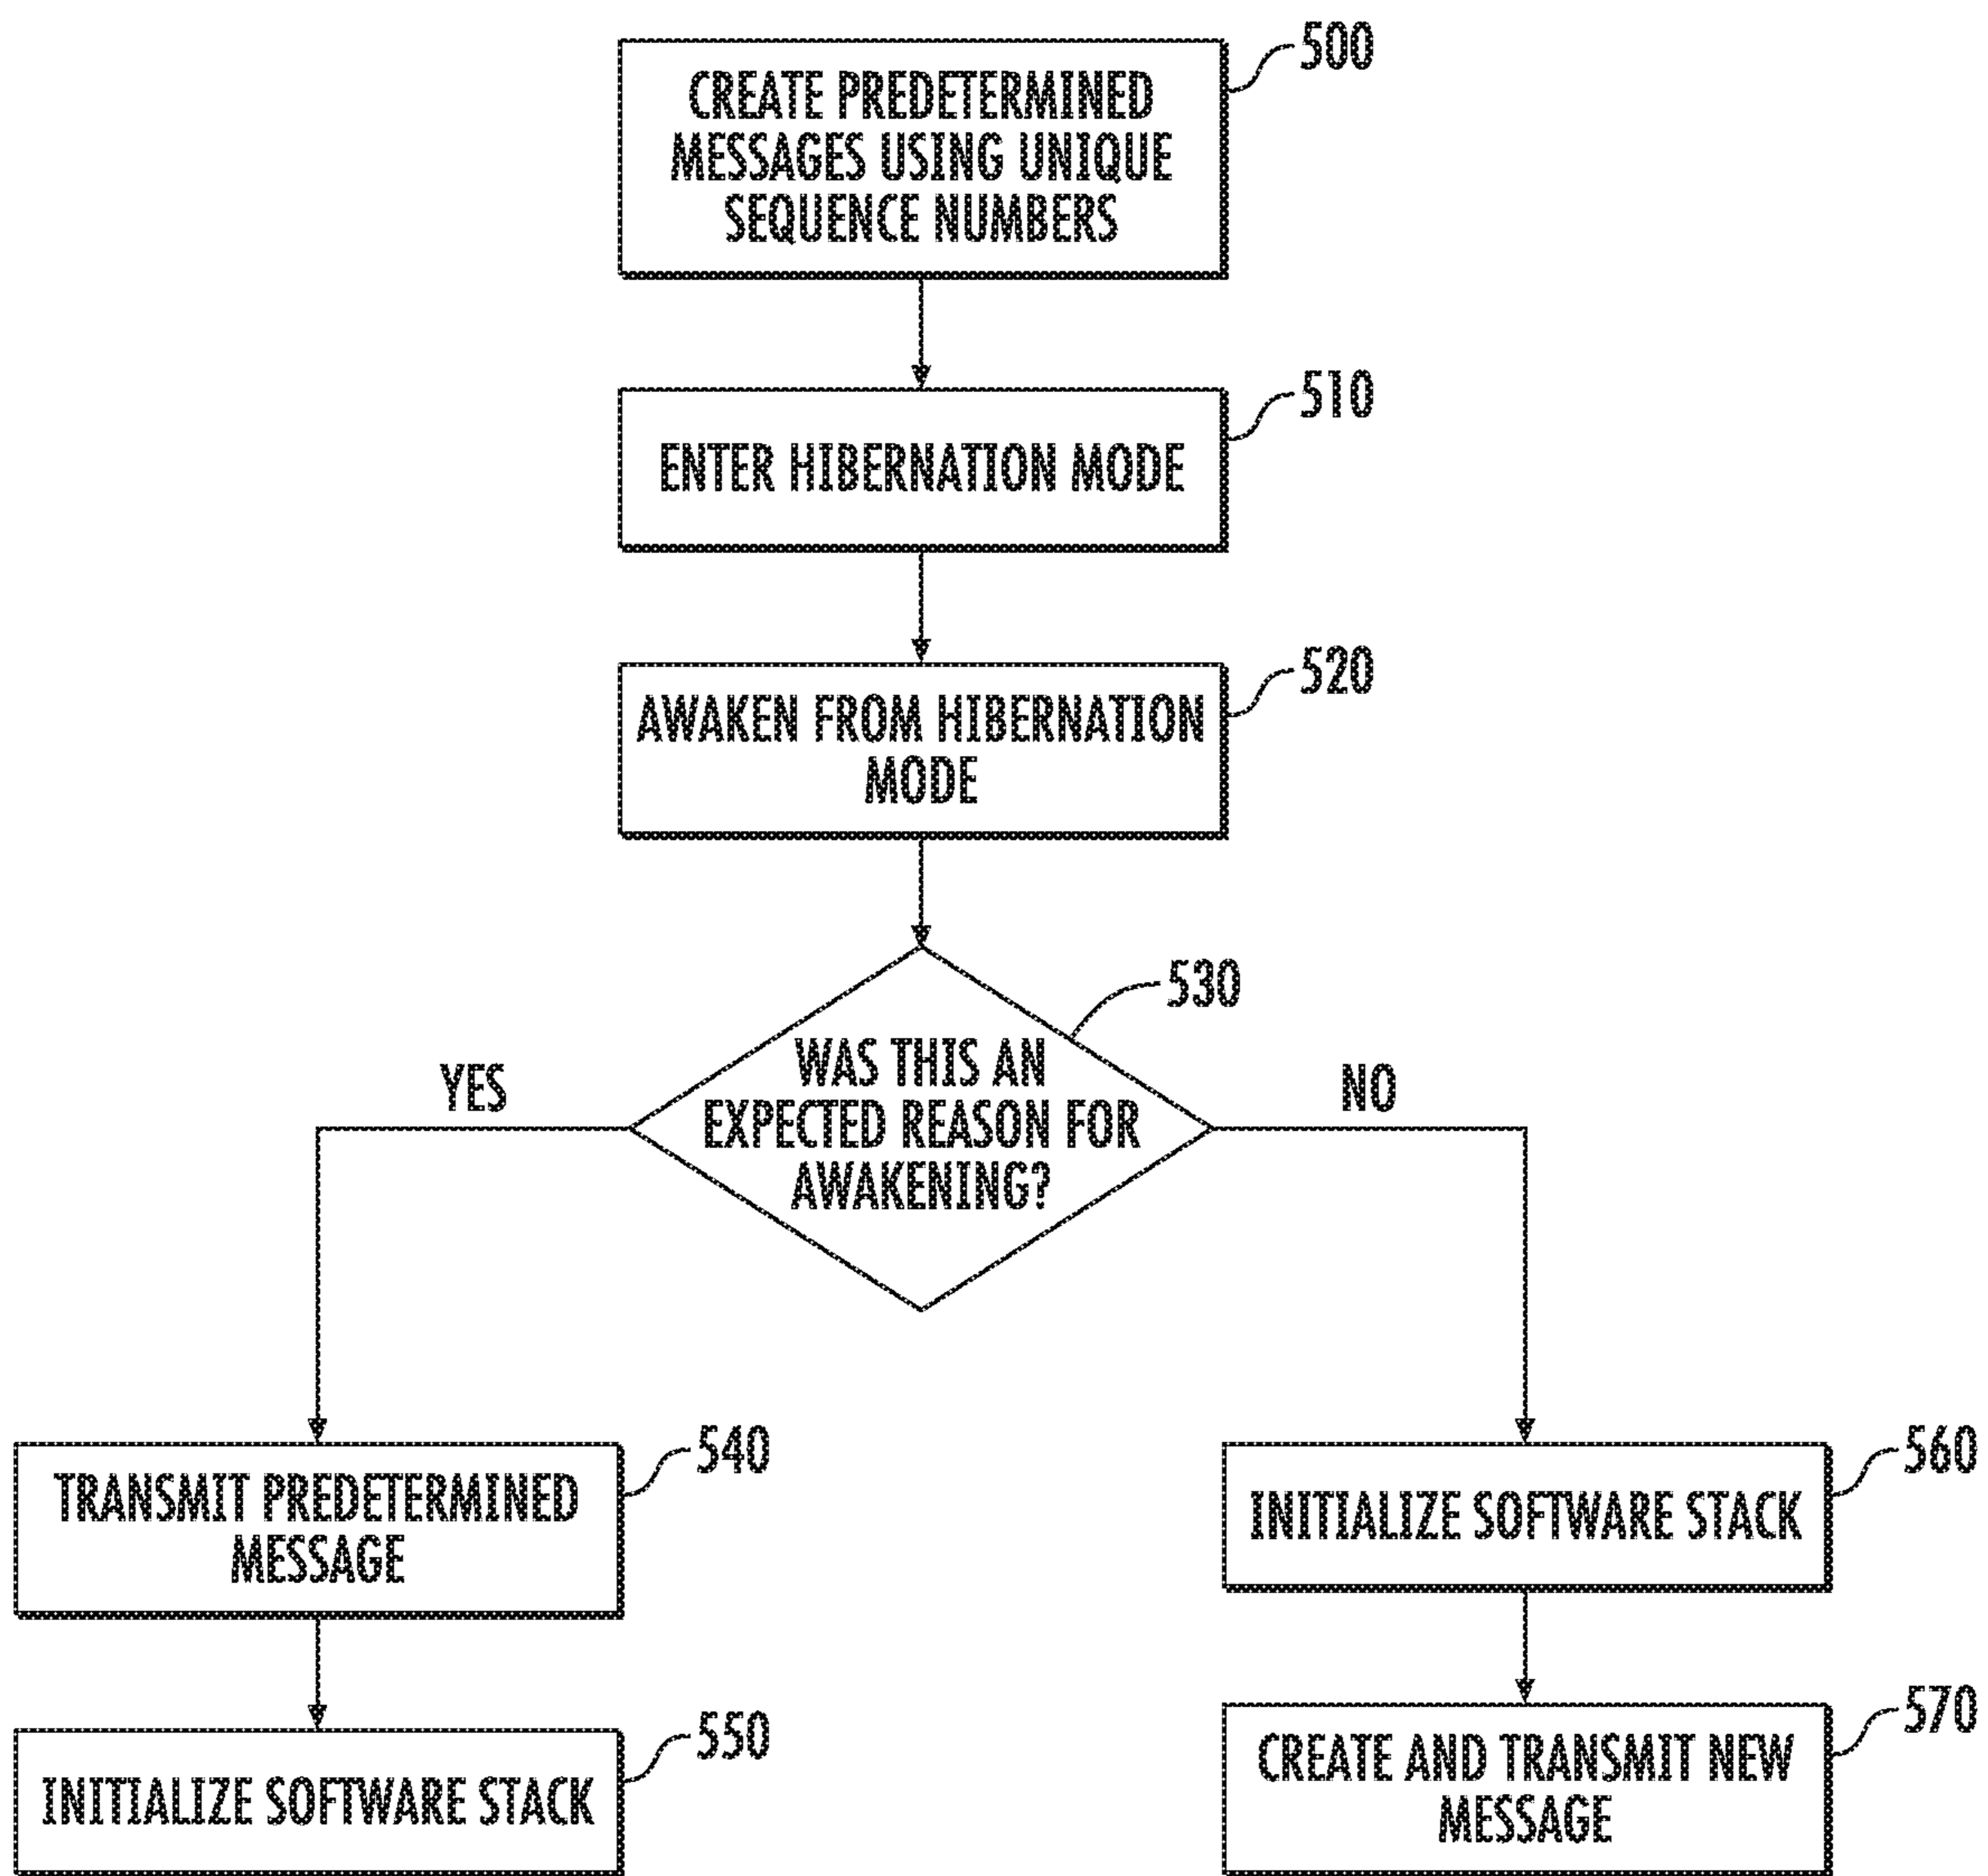 500
CREATE PREDETERMINED
MESSAGES USING UNIQUE
SEQUENCE NUMBERS
510
ENTER HIBERNATION MODE
520
AWAKEN FROM HIBERNATION
MODE
530
WAS THIS AN
EXPECTED REASON FOR
AWAKENING?
YES
NO
540
TRANSMIT PREDETERMINED
MESSAGE
550
INITIALIZE SOFTWARE STACK
560
INITIALIZE SOFTWARE STACK
570
CREATE AND TRANSMIT NEW
MESSAGE